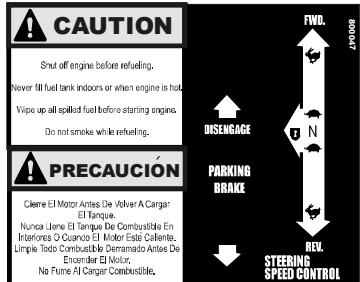 CAUTION
Shut off engine before refueling.
Never fill fuel tank indoors or when engine is hot.
Wipe up all spilled fuel before starting engine.
Do not smoke while refueling.
PRECAUCIÓN
Cierre El Motor Antes De Volver A Cargar
El Tanque.
Nunca Llene El Tanque De Combustible En
Interiores O Cuando El Motor Esté Caliente.
Limpie Todo Combustible Derramado Antes De
Encender El Motor.
No Fume Al Cargar Combustible.
DISENGAGE
PARKING
BRAKE
FWD.
N
REV.
STEERING
SPEED CONTROL
800047